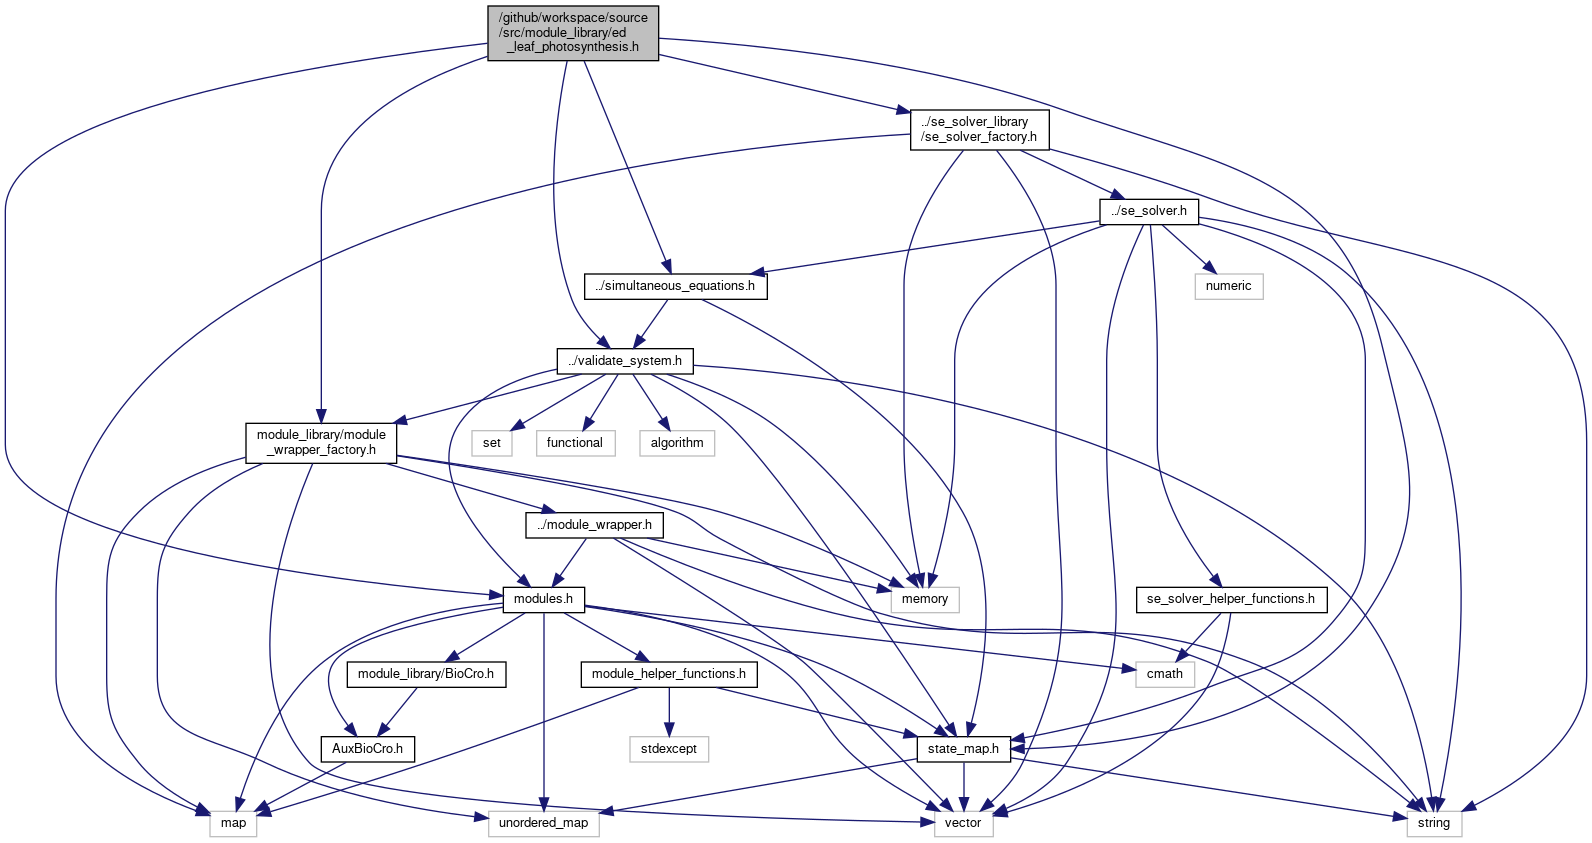 /github/workspace/source
/src/module_library/ed
_leaf_photosynthesis.h
../se_solver_library
/se_solver_factory.h
../se_solver.h
../simultaneous_equations.h
numeric
../validate_system.h
module_library/module
_wrapper_factory.h
set
functional
algorithm
../module_wrapper.h
modules.h
memory
se_solver_helper_functions.h
module_library/BioCro.h
module_helper_functions.h
cmath
AuxBioCro.h
stdexcept
state_map.h
map
unordered_map
vector
string